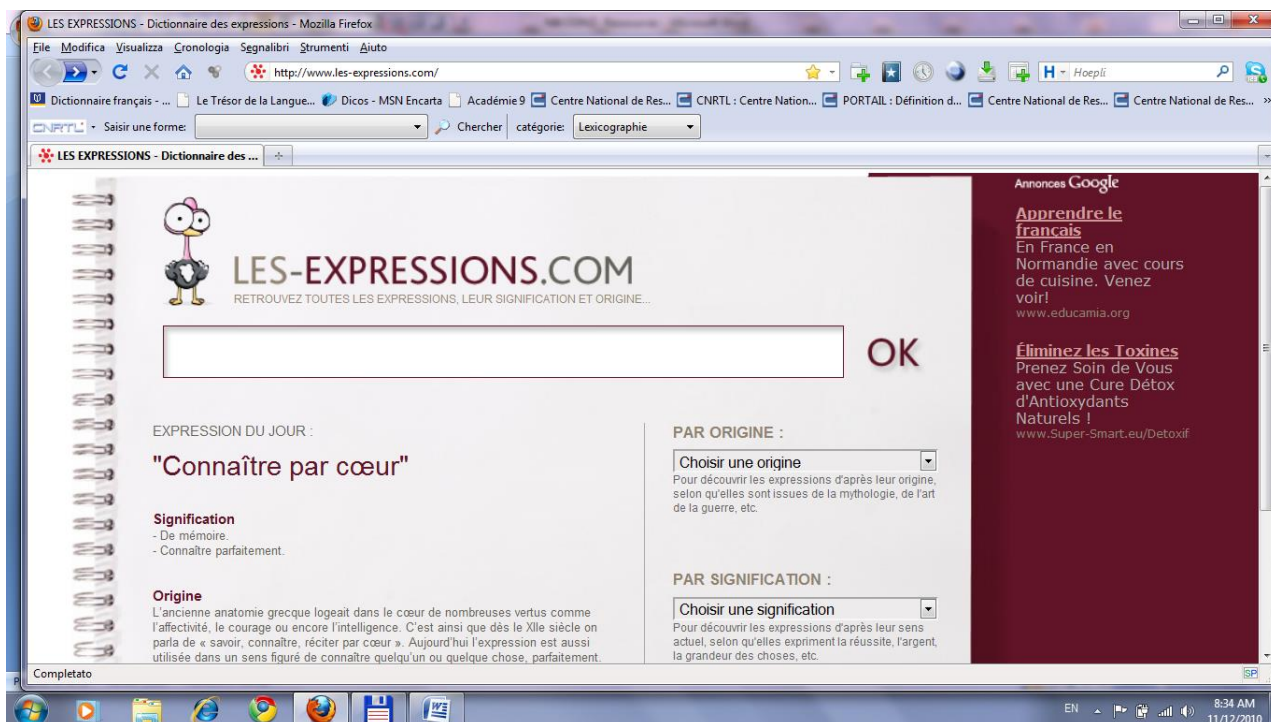 LES EXPRESSIONS - Dictionnaire des expressions - Mozilla Firefox
File Modifica Visualizza Cronologia Segnalibri Strumenti Aiuto
http://www.les-expressions.com/
H - Hoepli
Dictionnaire français - ... Le Trésor de la Langue... Dicos - MSN Encarta Académie 9 Centre National de Res... CNRTL : Centre Nation... PORTAIL : Définition d... Centre National de Res... Centre National de Res... »
CNRTL - Saisir une forme: Chercher catégorie: Lexicographie
LES EXPRESSIONS - Dictionnaire des ...
LES-EXPRESSIONS.COM
RETROUVEZ TOUTES LES EXPRESSIONS, LEUR SIGNIFICATION ET ORIGINE...
OK
EXPRESSION DU JOUR :
"Connaître par cœur"
Signification
- De mémoire.
- Connaître parfaitement.
Origine
L'ancienne anatomie grecque logeait dans le cœur de nombreuses vertus comme
l'affectivité, le courage ou encore l'intelligence. C'est ainsi que dès le XIIe siècle on
parla de « savoir, connaître, réciter par cœur ». Aujourd'hui l'expression est aussi
utilisée dans un sens figuré de connaître quelqu'un ou quelque chose, parfaitement.
PAR ORIGINE :
Choisir une origine
Pour découvrir les expressions d'après leur origine,
selon qu'elles sont issues de la mythologie, de l'art
de la guerre, etc.
PAR SIGNIFICATION :
Choisir une signification
Pour découvrir les expressions d'après leur sens
actuel, selon qu'elles expriment la réussite, l'argent,
la grandeur des choses, etc.
Annonces Google
Apprendre le
français
En France en
Normandie avec cours
de cuisine. Venez
voir!
www.educamia.org
Éliminez les Toxines
Prenez Soin de Vous
avec une Cure Détox
d'Antioxydants
Naturels !
www.Super-Smart.eu/Detoxif
Completato
SP
EN
8:34 AM
11/12/2010